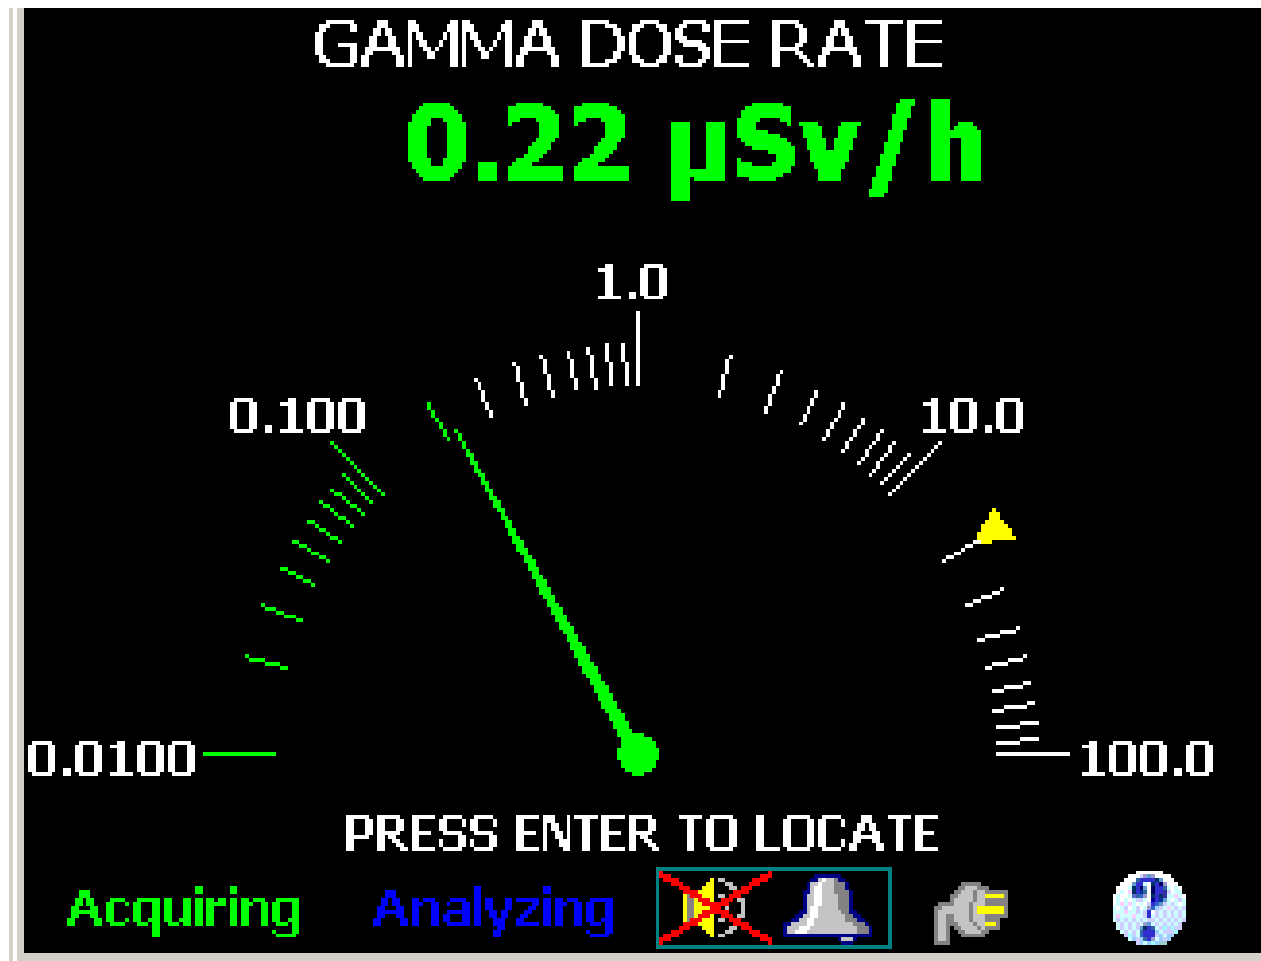 GAMMA DOSE RATE
0.22 µSv/h
1.0
0.100
10.0
0.0100
100.0
PRESS ENTER TO LOCATE
Acquiring Analyzing ?